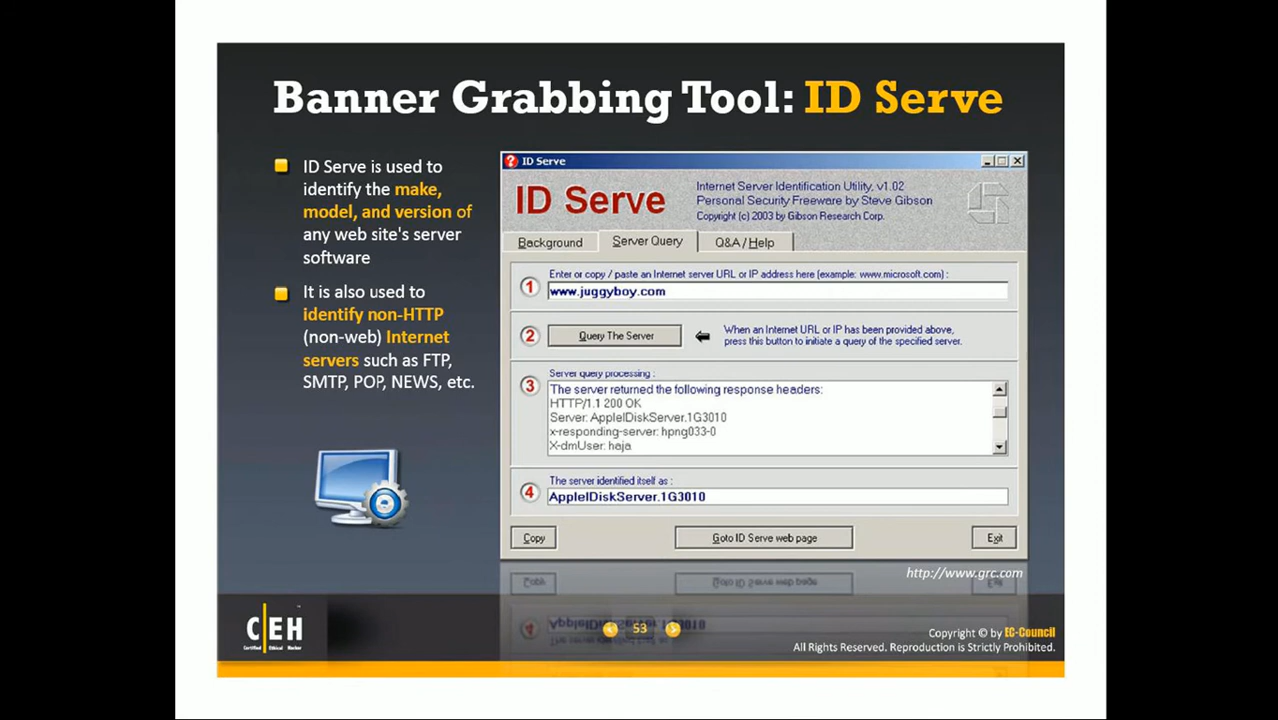 Banner Grabbing Tool: ID Serve
ID Serve is used to
identify the make,
model, and version of
any web site's server
software
It is also used to
identify non-HTTP
(non-web) Internet
servers such as FTP,
SMTP, POP, NEWS, etc.
ID Serve
ID Serve
Internet Server Identification Utility, v1.02
Personal Security Freeware by Steve Gibson
Copyright (c) 2003 by Gibson Research Corp.
Background
Server Query
Q&A / Help
1
Enter or copy / paste an Internet server URL or IP address here (example: www.microsoft.com) :
www.juggyboy.com
2
Query The Server
When an Internet URL or IP has been provided above,
press this button to initiate a query of the specified server.
3
Server query processing :
The server returned the following response headers:
HTTP/1.1 200 OK
Server: AppleIDiskServer.1G3010
x-responding-server: hpng033-0
X-dmUser: haja
4
The server identified itself as :
AppleIDiskServer.1G3010
Copy
Goto ID Serve web page
Exit
http://www.grc.com
C|EH
Certified Ethical Hacker
53
Copyright © by EC-Council
All Rights Reserved. Reproduction is Strictly Prohibited.